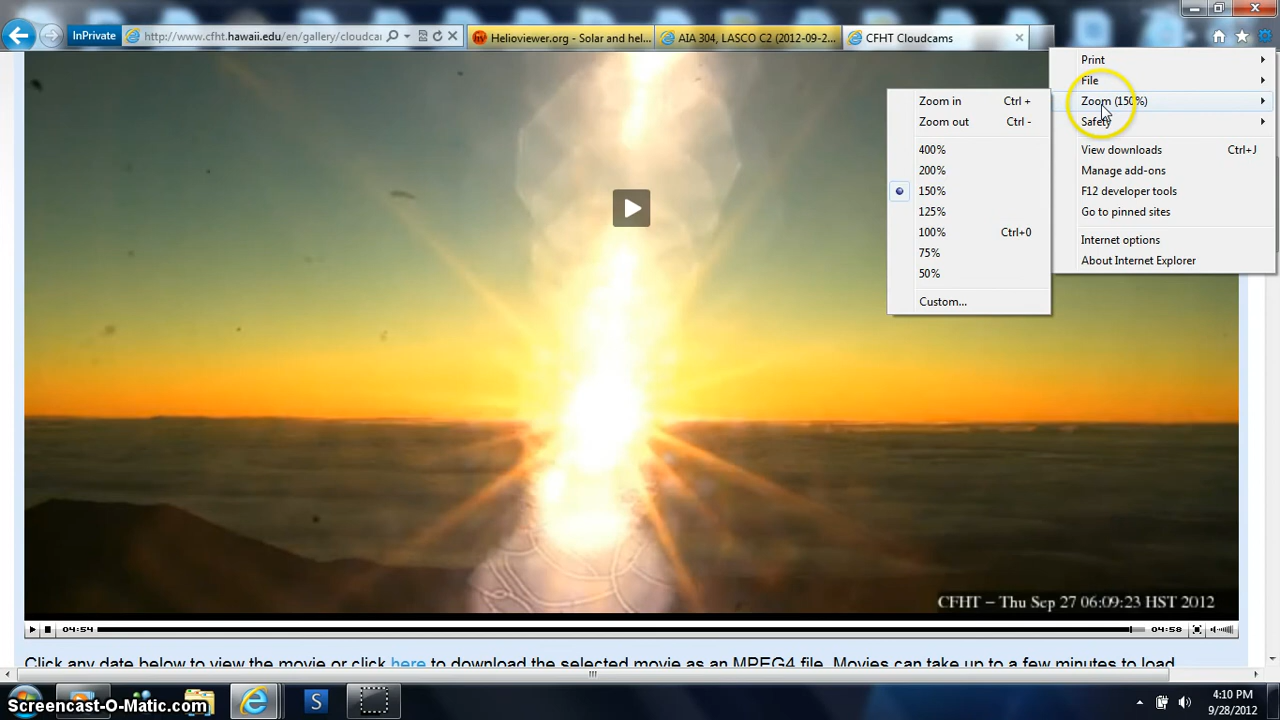 InPrivate
http://www.cfht.hawaii.edu/en/gallery/cloudcar
Helioviewer.org - Solar and hel...
AIA 304, LASCO C2 (2012-09-2...
CFHT Cloudcams
Print
File
Zoom (150%)
Safety
View downloads Ctrl+J
Manage add-ons
F12 developer tools
Go to pinned sites
Internet options
About Internet Explorer
Zoom in Ctrl +
Zoom out Ctrl -
400%
200%
150%
125%
100% Ctrl+0
75%
50%
Custom...
CFHT – Thu Sep 27 06:09:23 HST 2012
04:54
04:58
Click any date below to view the movie or click here to download the selected movie as an MPEG4 file. Movies can take up to a few minutes to load
S
4:10 PM
9/28/2012
Screencast-O-Matic.com